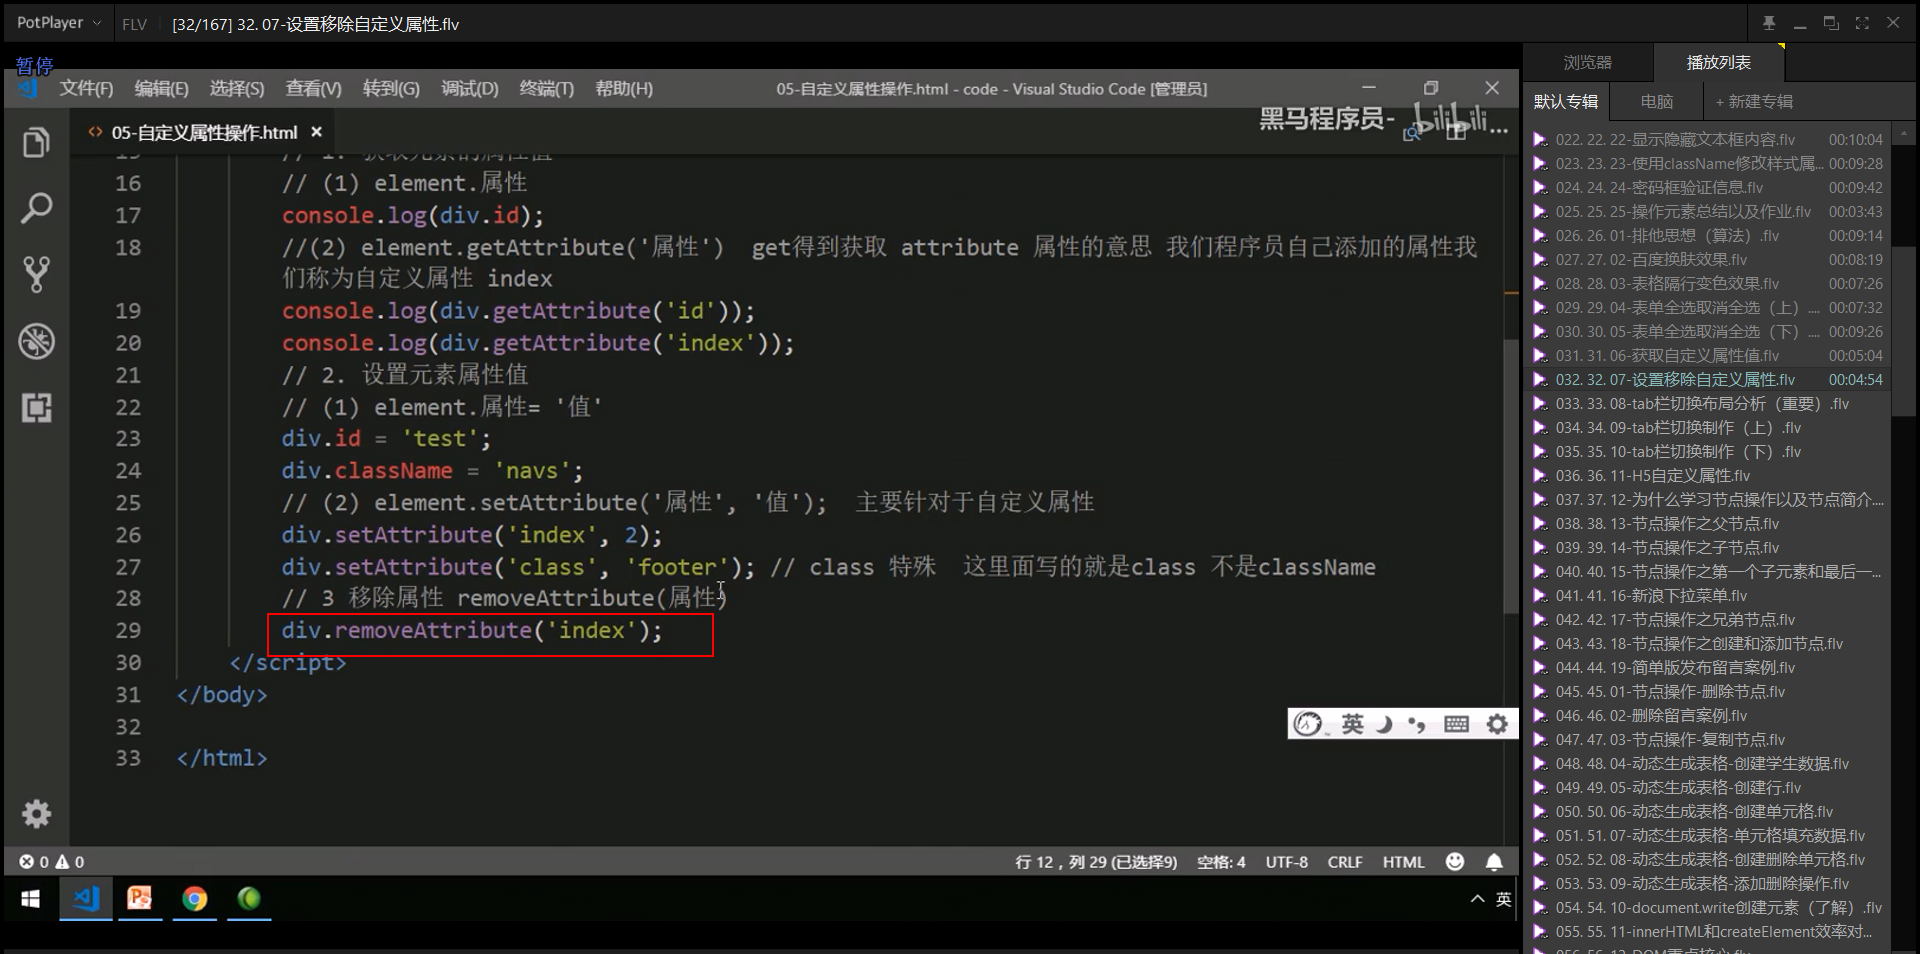 PotPlayer
FLV
[32/167] 32. 07-设置移除自定义属性.flv
暂停
文件(F) 编辑(E) 选择(S) 查看(V) 转到(G) 调试(D) 终端(T) 帮助(H)
05-自定义属性操作.html - code - Visual Studio Code [管理员]
05-自定义属性操作.html
黑马程序员-
bilibili
15 // 1. 获取元素的属性值
16 // (1) element.属性
17 console.log(div.id);
18 //(2) element.getAttribute('属性') get得到获取 attribute 属性的意思 我们程序员自己添加的属性我
们称为自定义属性 index
19 console.log(div.getAttribute('id'));
20 console.log(div.getAttribute('index'));
21 // 2. 设置元素属性值
22 // (1) element.属性= '值'
23 div.id = 'test';
24 div.className = 'navs';
25 // (2) element.setAttribute('属性', '值'); 主要针对于自定义属性
26 div.setAttribute('index', 2);
27 div.setAttribute('class', 'footer'); // class 特殊 这里面写的就是class 不是className
28 // 3 移除属性 removeAttribute(属性)
29 div.removeAttribute('index');
30 </script>
31 </body>
32
33 </html>
英
0 0
行 12，列 29 (已选择9) 空格: 4 UTF-8 CRLF HTML
英
浏览器 播放列表
默认专辑 电脑 + 新建专辑
022. 22. 22-显示隐藏文本框内容.flv 00:10:04
023. 23. 23-使用className修改样式属... 00:09:28
024. 24. 24-密码框验证信息.flv 00:09:42
025. 25. 25-操作元素总结以及作业.flv 00:03:43
026. 26. 01-排他思想（算法）.flv 00:09:14
027. 27. 02-百度换肤效果.flv 00:08:19
028. 28. 03-表格隔行变色效果.flv 00:07:26
029. 29. 04-表单全选取消全选（上）.... 00:07:32
030. 30. 05-表单全选取消全选（下）.... 00:09:26
031. 31. 06-获取自定义属性值.flv 00:05:04
032. 32. 07-设置移除自定义属性.flv 00:04:54
033. 33. 08-tab栏切换布局分析（重要）.flv
034. 34. 09-tab栏切换制作（上）.flv
035. 35. 10-tab栏切换制作（下）.flv
036. 36. 11-H5自定义属性.flv
037. 37. 12-为什么学习节点操作以及节点简介....
038. 38. 13-节点操作之父节点.flv
039. 39. 14-节点操作之子节点.flv
040. 40. 15-节点操作之第一个子元素和最后一...
041. 41. 16-新浪下拉菜单.flv
042. 42. 17-节点操作之兄弟节点.flv
043. 43. 18-节点操作之创建和添加节点.flv
044. 44. 19-简单版发布留言案例.flv
045. 45. 01-节点操作-删除节点.flv
046. 46. 02-删除留言案例.flv
047. 47. 03-节点操作-复制节点.flv
048. 48. 04-动态生成表格-创建学生数据.flv
049. 49. 05-动态生成表格-创建行.flv
050. 50. 06-动态生成表格-创建单元格.flv
051. 51. 07-动态生成表格-单元格填充数据.flv
052. 52. 08-动态生成表格-创建删除单元格.flv
053. 53. 09-动态生成表格-添加删除操作.flv
054. 54. 10-document.write创建元素（了解）.flv
055. 55. 11-innerHTML和createElement效率对...
056. 56. 12-DOM重点核心.flv